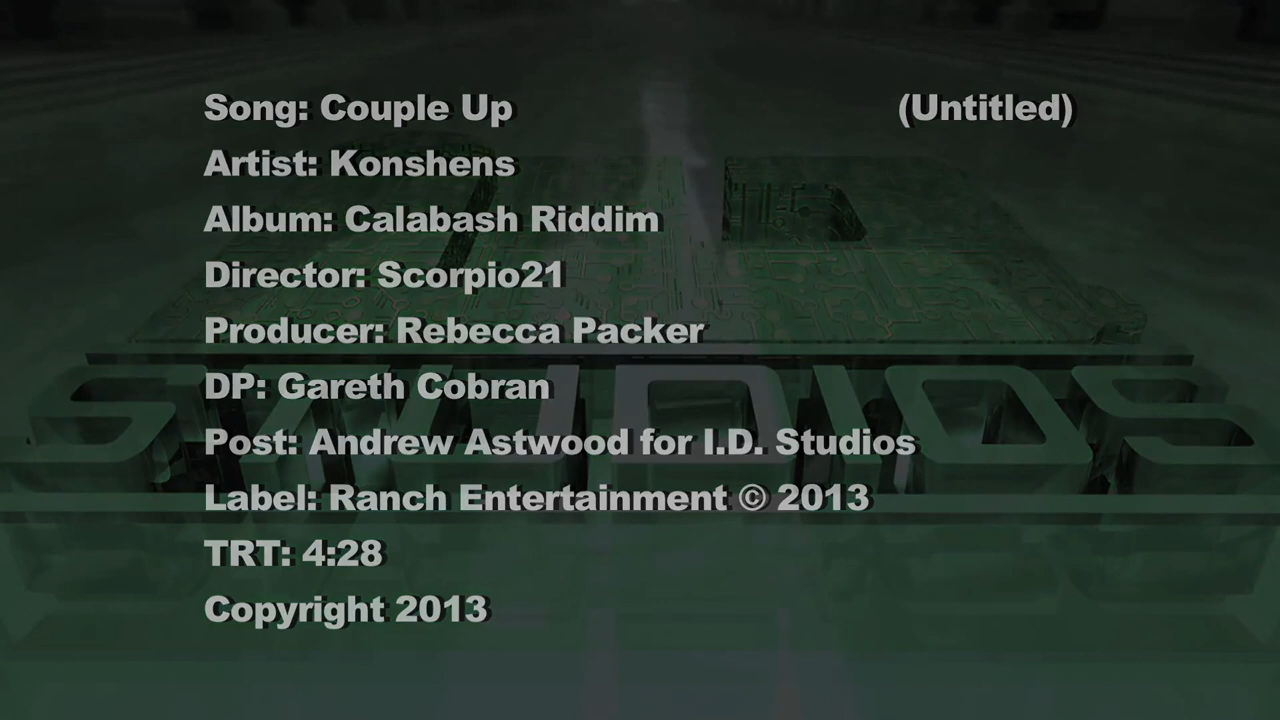 Song: Couple Up (Untitled)
Artist: Konshens
Album: Calabash Riddim
Director: Scorpio21
Producer: Rebecca Packer
DP: Gareth Cobran
Post: Andrew Astwood for I.D. Studios
Label: Ranch Entertainment © 2013
TRT: 4:28
Copyright 2013
I.D.
STUDIOS